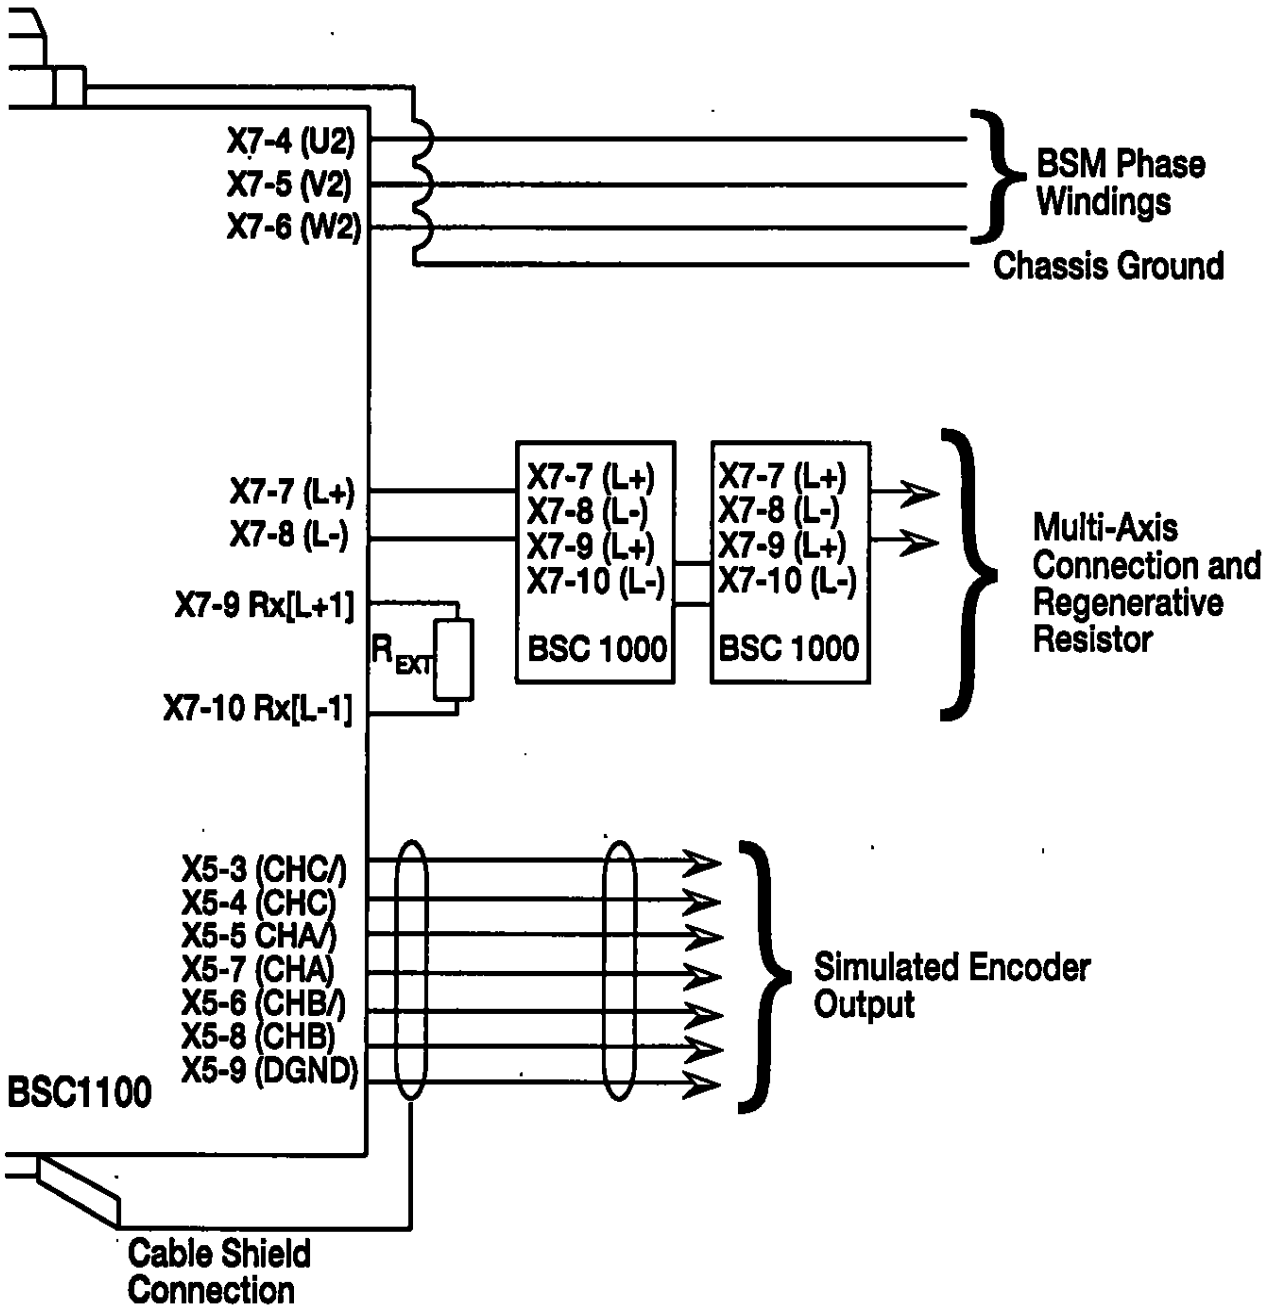 X7-4 (U2)
X7-5 (V2)
X7-6 (W2)
BSM Phase
Windings
Chassis Ground
X7-7 (L+)
X7-8 (L-)
X7-9 Rx[L+1]
R EXT
X7-10 Rx[L-1]
X7-7 (L+)
X7-8 (L-)
X7-9 (L+)
X7-10 (L-)
BSC 1000
X7-7 (L+)
X7-8 (L-)
X7-9 (L+)
X7-10 (L-)
BSC 1000
Multi-Axis
Connection and
Regenerative
Resistor
X5-3 (CHC/)
X5-4 (CHC)
X5-5 CHA/)
X5-7 (CHA)
X5-6 (CHB/)
X5-8 (CHB)
X5-9 (DGND)
Simulated Encoder
Output
BSC1100
Cable Shield
Connection